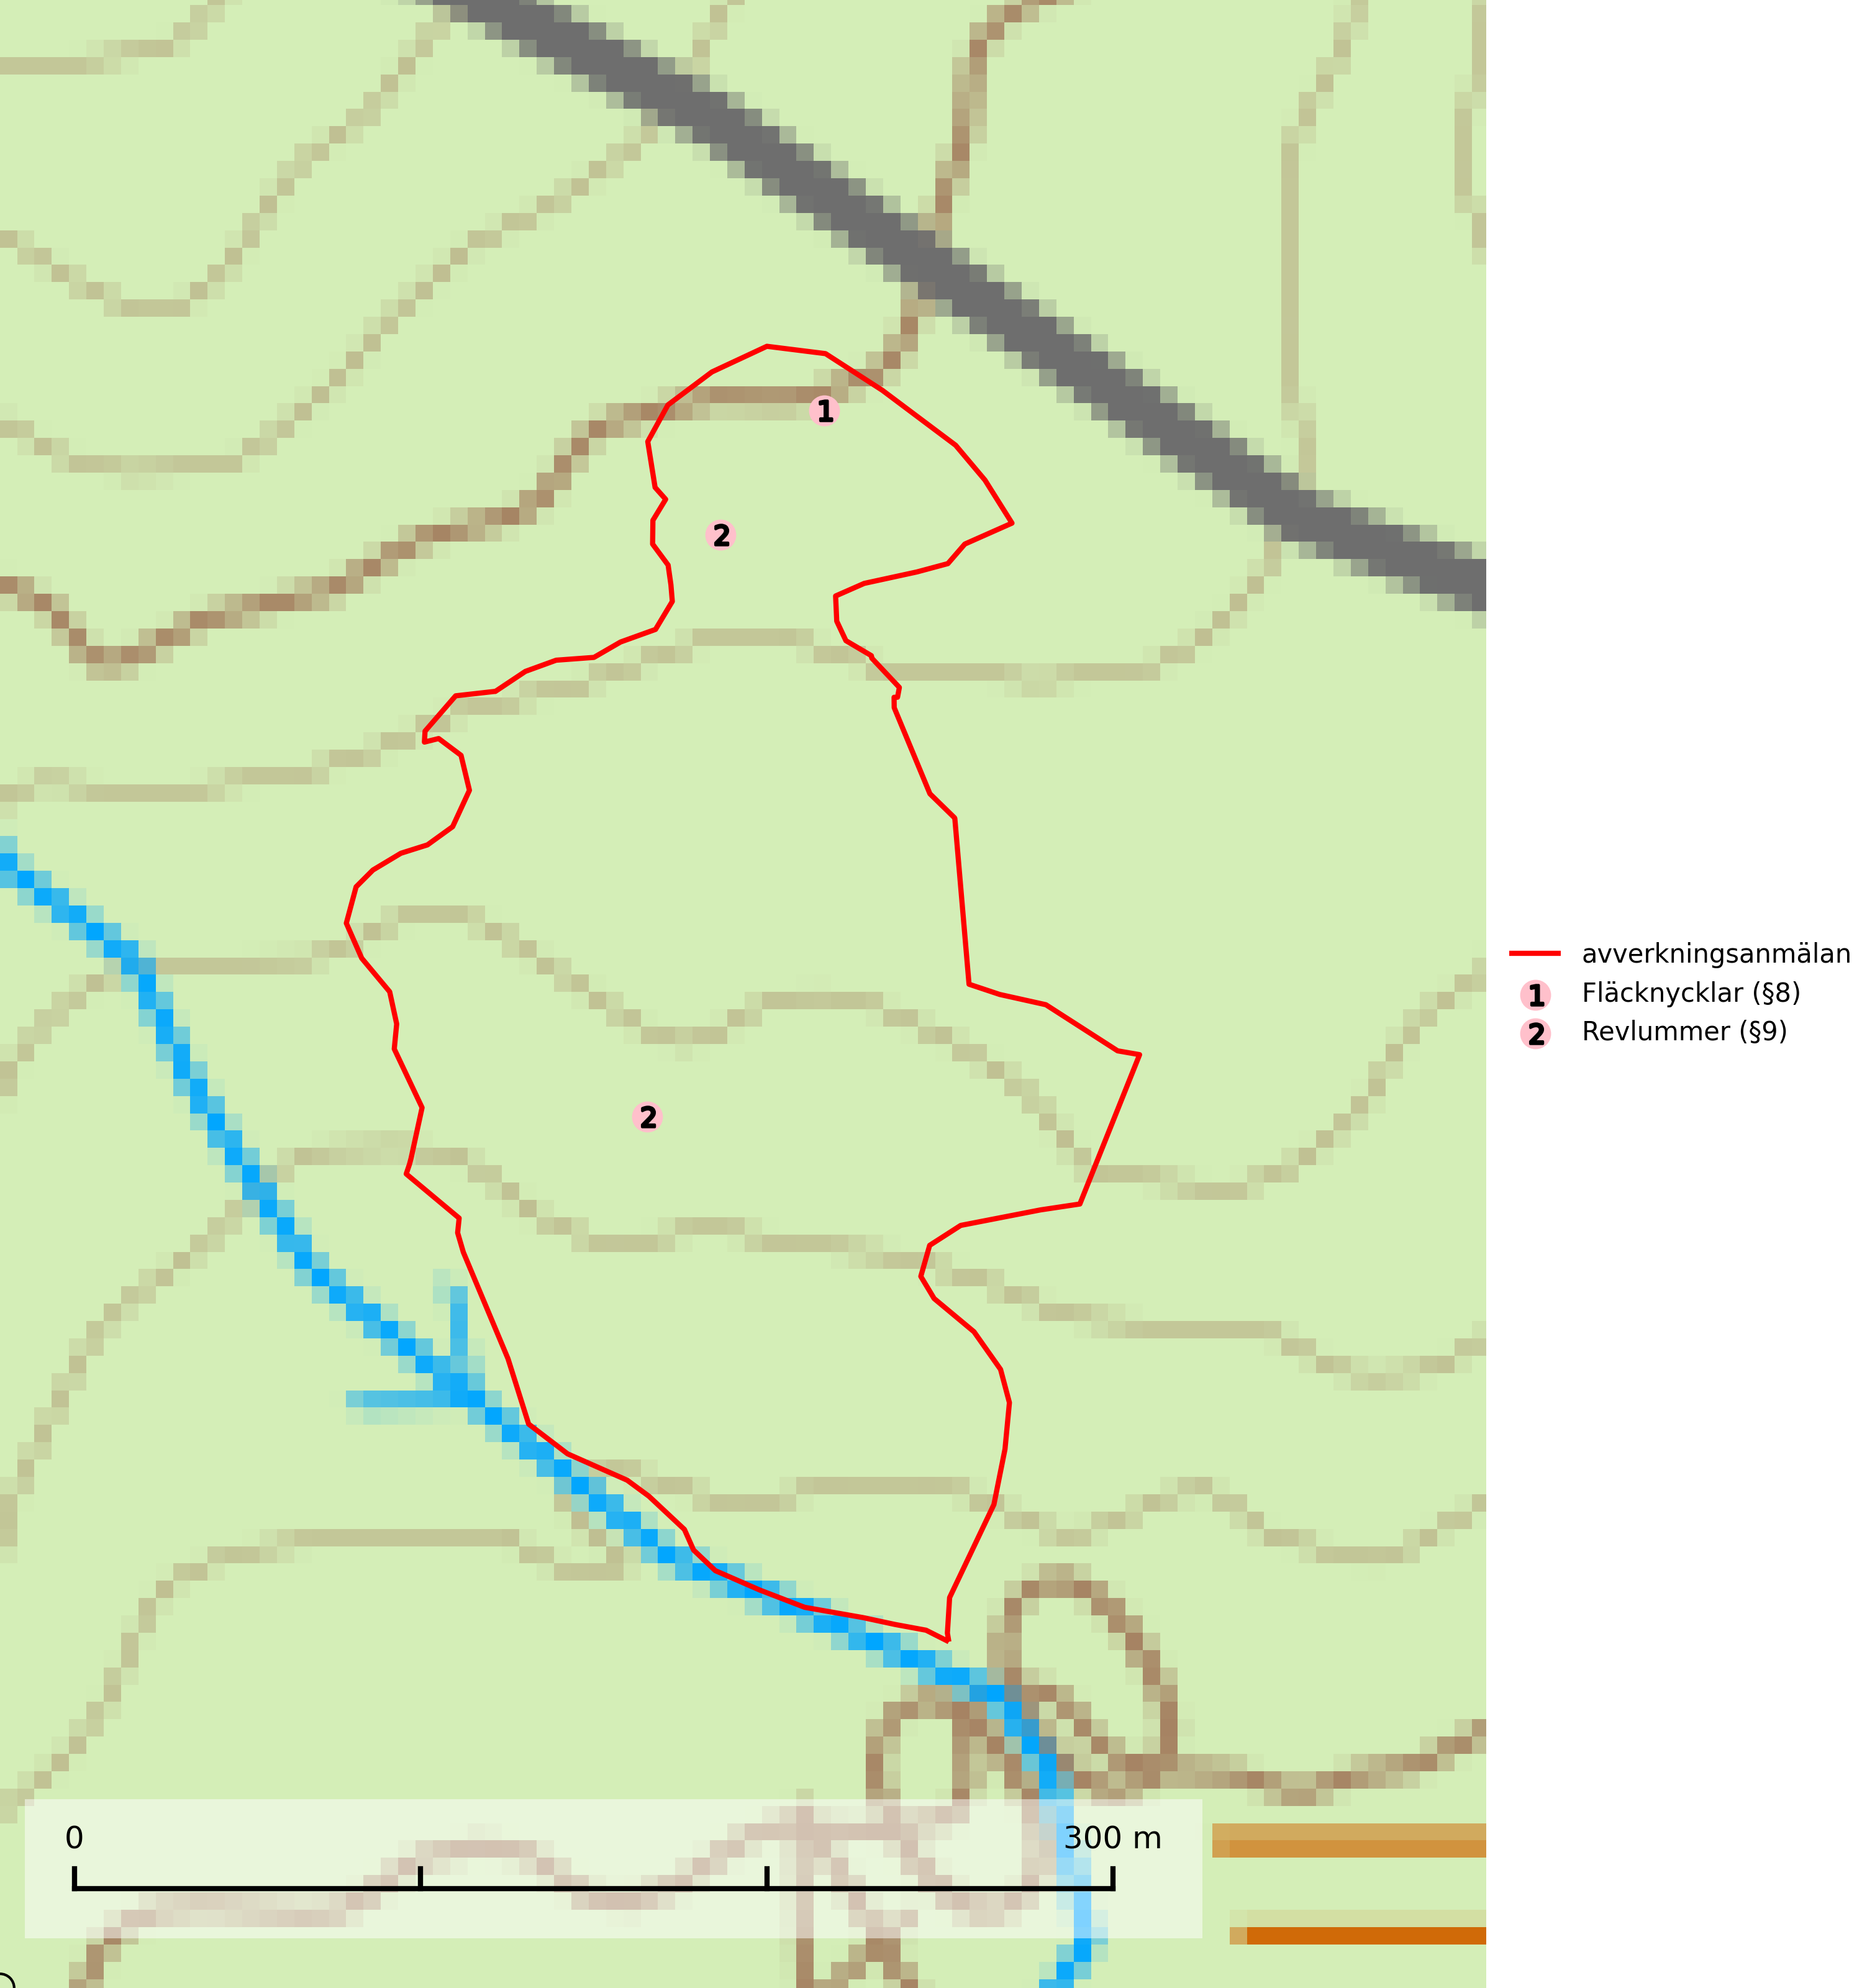 1
2
2
avverkningsanmälan
1 Fläcknycklar (§8)
2 Revlummer (§9)
0 300 m